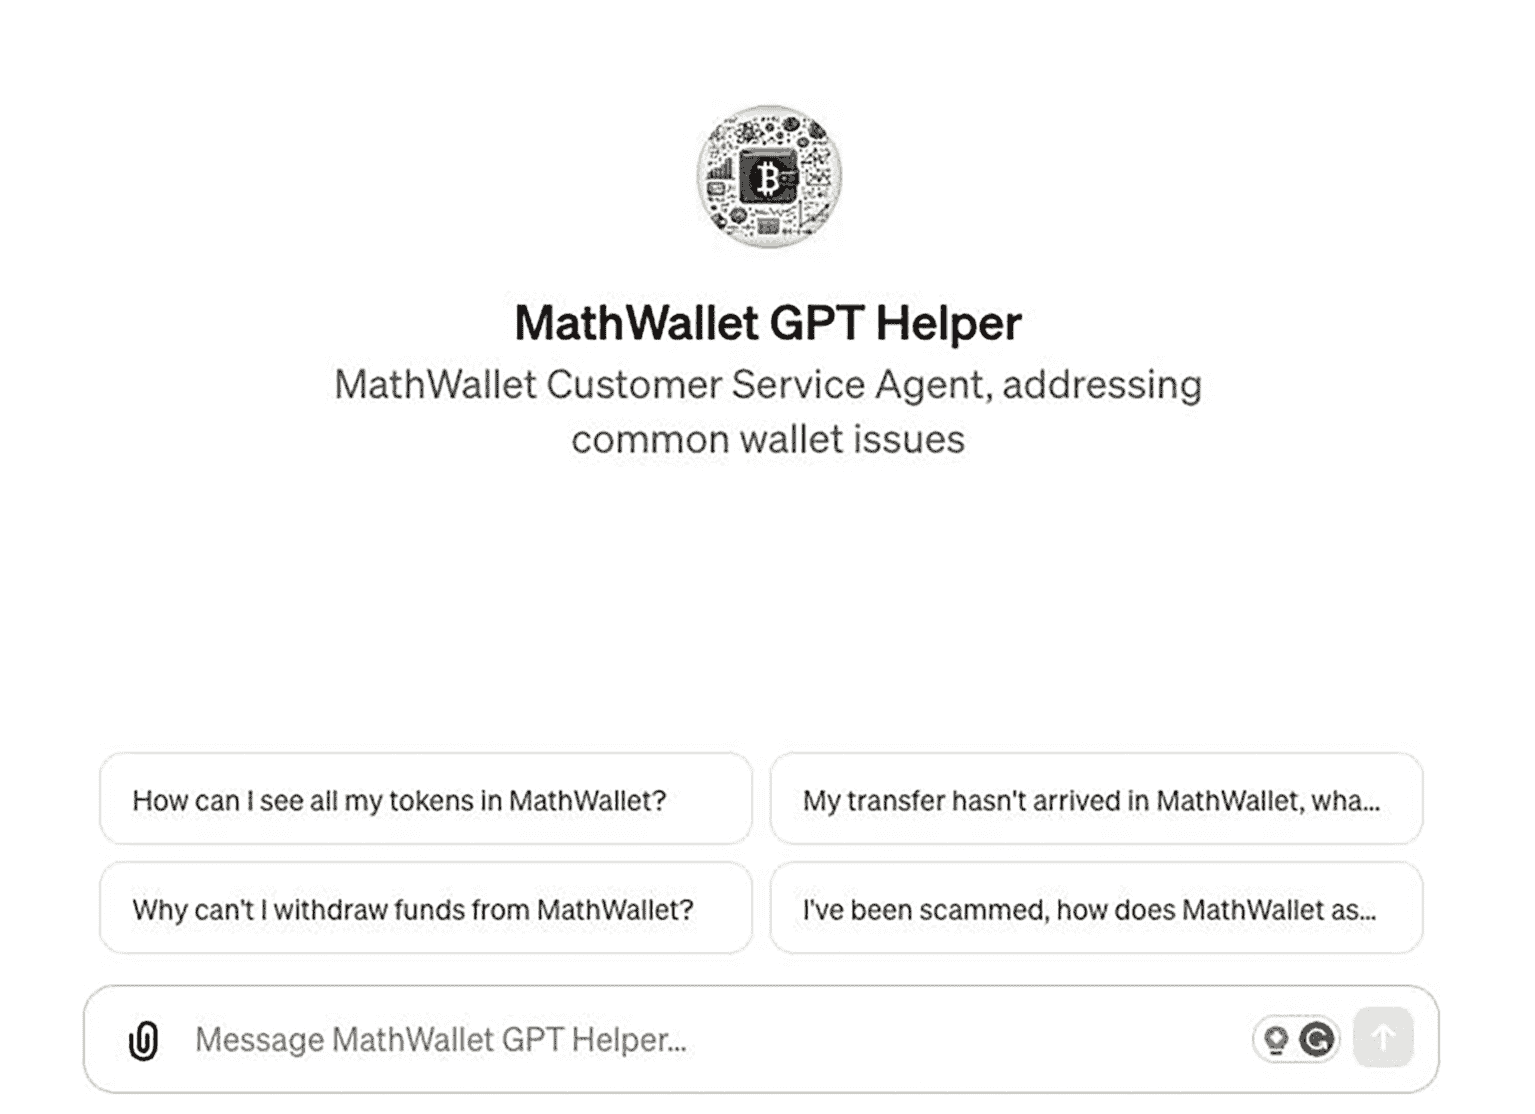 MathWallet GPT Helper
MathWallet Customer Service Agent, addressing
common wallet issues
How can I see all my tokens in MathWallet?
My transfer hasn't arrived in MathWallet, wha...
Why can't I withdraw funds from MathWallet?
I've been scammed, how does MathWallet as...
Message MathWallet GPT Helper...